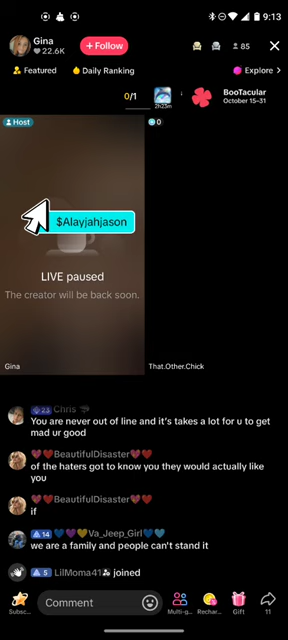 9:13
Gina
22.6K
+ Follow
85
Featured
Daily Ranking
Explore >
0/1
2h23m
BooTacular
October 15-31
Host
0
$Alayjahjason
LIVE paused
The creator will be back soon.
Gina
That.Other.Chick
23 Chris
You are never out of line and it's takes a lot for u to get
mad ur good
BeautifulDisaster
of the haters got to know you they would actually like
you
BeautifulDisaster
if
14 Va_Jeep_Girl
we are a family and people can't stand it
5 LilMoma41 joined
Subsc...
Comment
Multi-g...
Rechar...
Gift
11